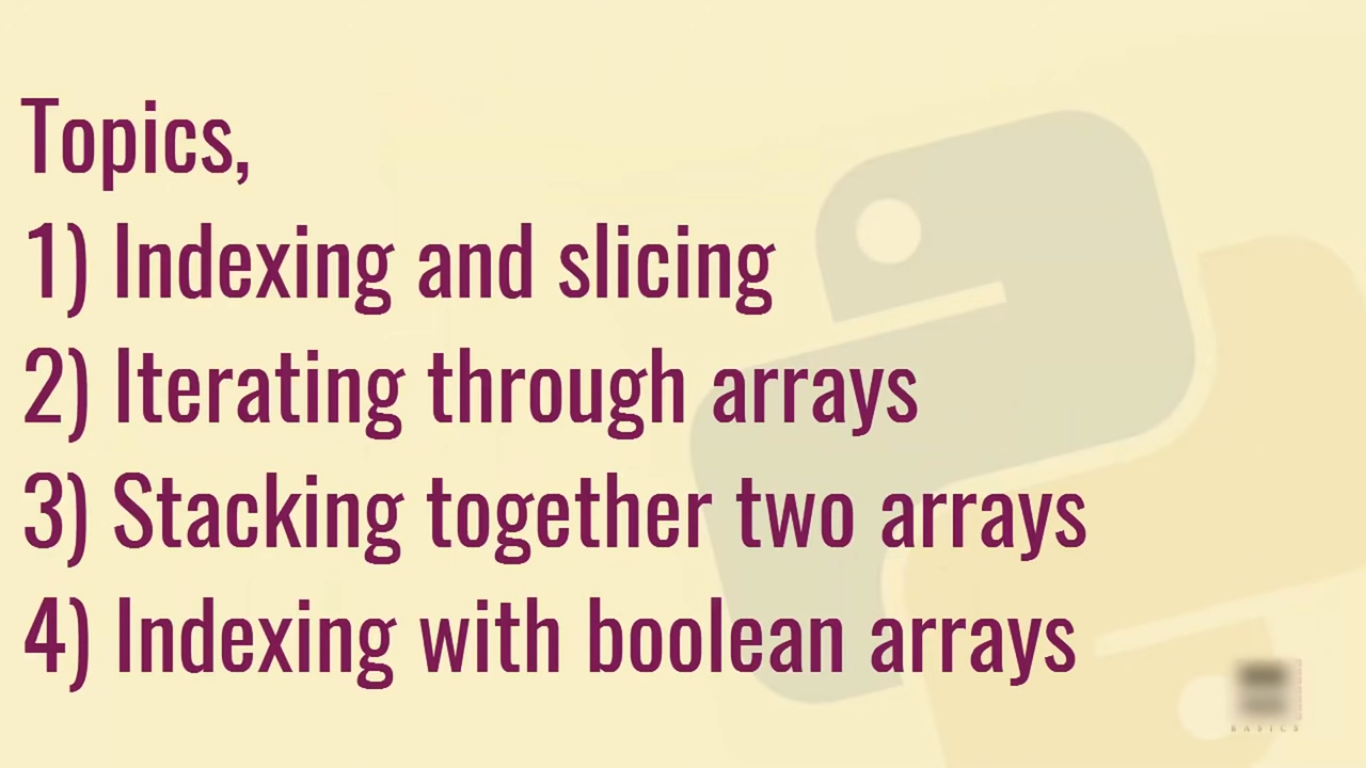 Topics,
1) Indexing and slicing
2) Iterating through arrays
3) Stacking together two arrays
4) Indexing with boolean arrays
BASICS